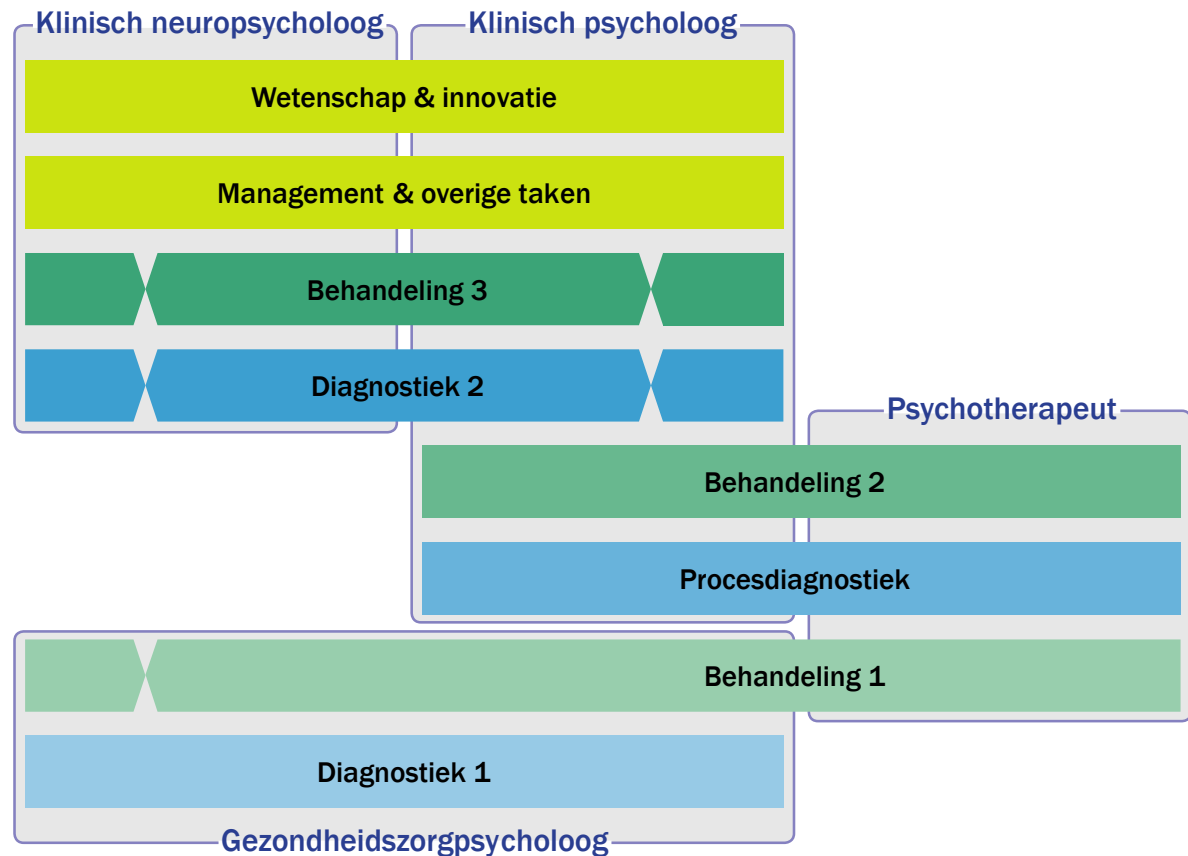 Klinisch neuropsycholoog
Klinisch psycholoog
Wetenschap & innovatie
Management & overige taken
Behandeling 3
Diagnostiek 2
Psychotherapeut
Behandeling 2
Procesdiagnostiek
Behandeling 1
Diagnostiek 1
Gezondheidszorgpsycholoog